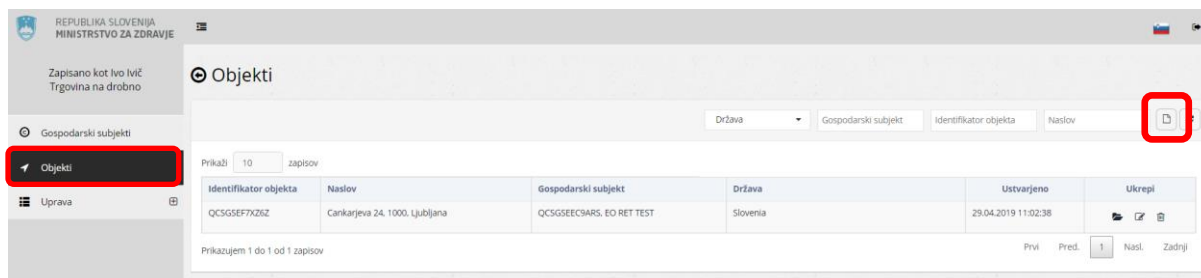 REPUBLIKA SLOVENIJA
MINISTRSTVO ZA ZDRAVJE
Zapisano kot Ivo Ivič
Trgovina na drobno
Objekti
Gospodarski subjekti
Objekti
Uprava
Država Gospodarski subjekt Identifikator objekta Naslov
Prikaži 10 zapisov
Identifikator objekta Naslov Gospodarski subjekt Država Ustvarjeno Ukrepi
QCSGSEF7XZ6Z Cankarjeva 24, 1000, Ljubljana QCSGSEEC9ARS, EO RET TEST Slovenia 29.04.2019 11:02:38
Prikazujem 1 do 1 od 1 zapisov
Prvi Pred. 1 Nasl. Zadnji